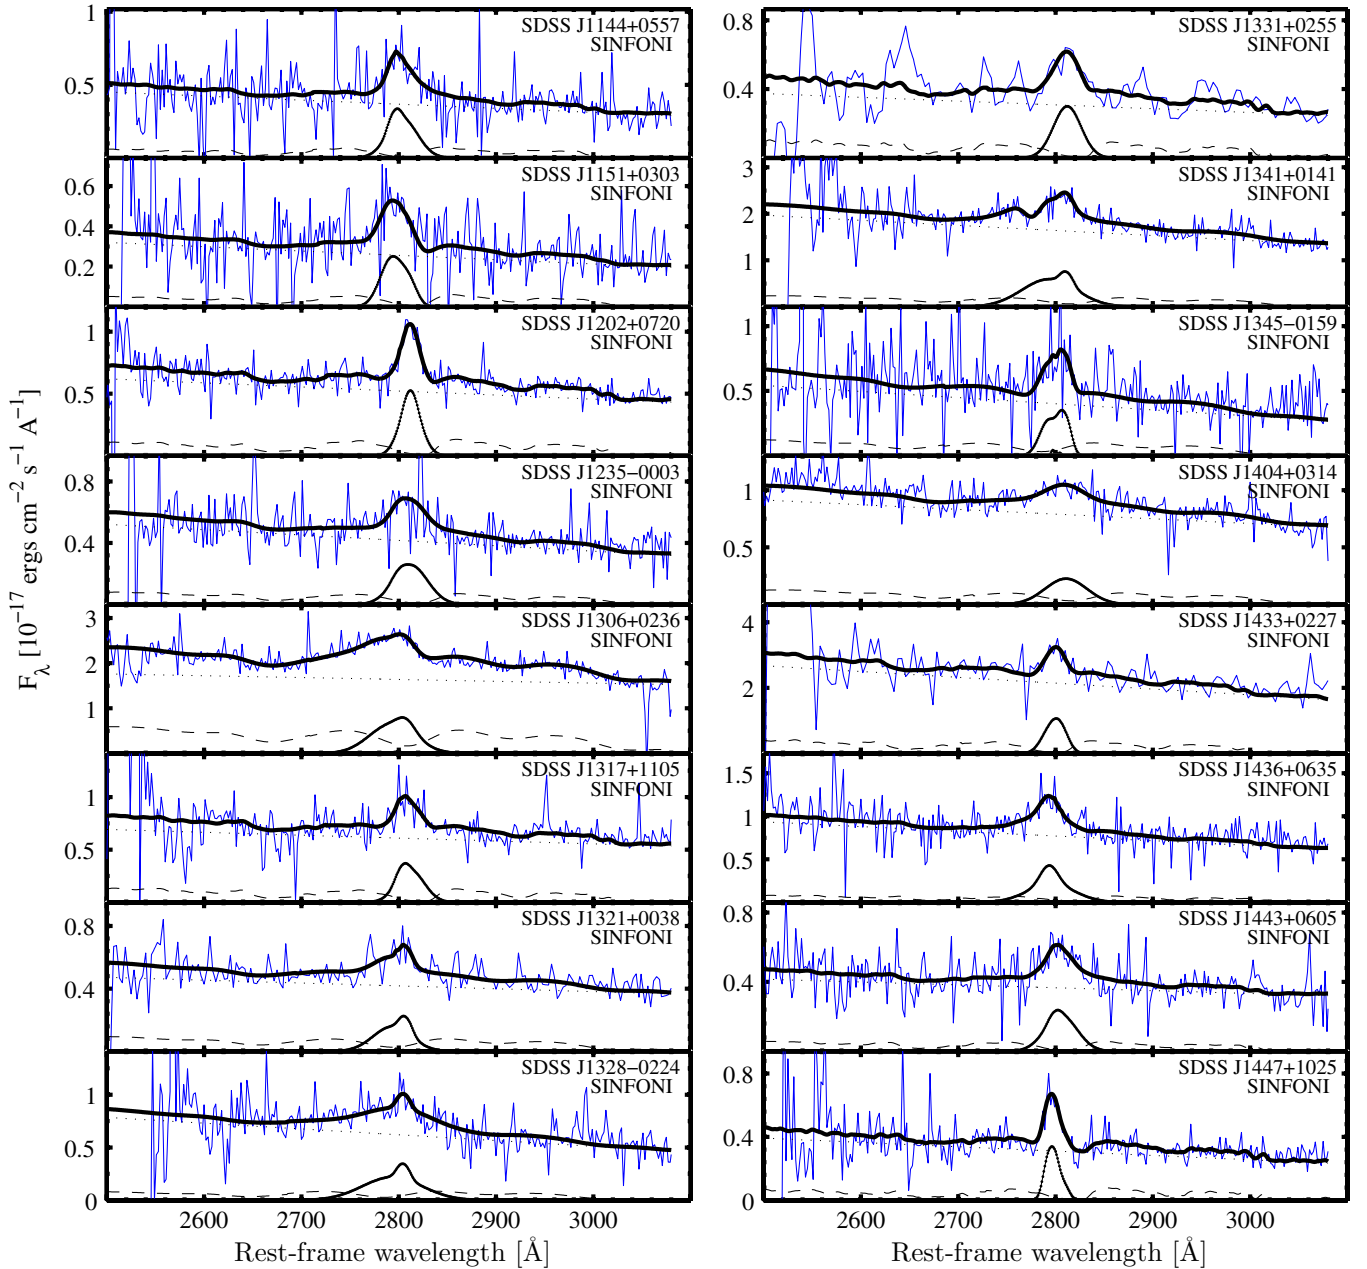 F_λ [10^−17 ergs cm^−2 s^−1 A^−1]
1
0.5
SDSS J1144+0557
SINFONI
0.6
0.4
0.2
SDSS J1151+0303
SINFONI
1
0.5
SDSS J1202+0720
SINFONI
0.8
0.4
SDSS J1235−0003
SINFONI
3
2
1
SDSS J1306+0236
SINFONI
1
0.5
SDSS J1317+1105
SINFONI
0.8
0.4
SDSS J1321+0038
SINFONI
1
0.5
0
SDSS J1328−0224
SINFONI
2600 2700 2800 2900 3000
Rest-frame wavelength [Å]
0.8
0.4
SDSS J1331+0255
SINFONI
3
2
1
SDSS J1341+0141
SINFONI
1
0.5
SDSS J1345−0159
SINFONI
1
0.5
SDSS J1404+0314
SINFONI
4
2
SDSS J1433+0227
SINFONI
1.5
1
0.5
SDSS J1436+0635
SINFONI
0.8
0.4
SDSS J1443+0605
SINFONI
0.8
0.4
0
SDSS J1447+1025
SINFONI
2600 2700 2800 2900 3000
Rest-frame wavelength [Å]